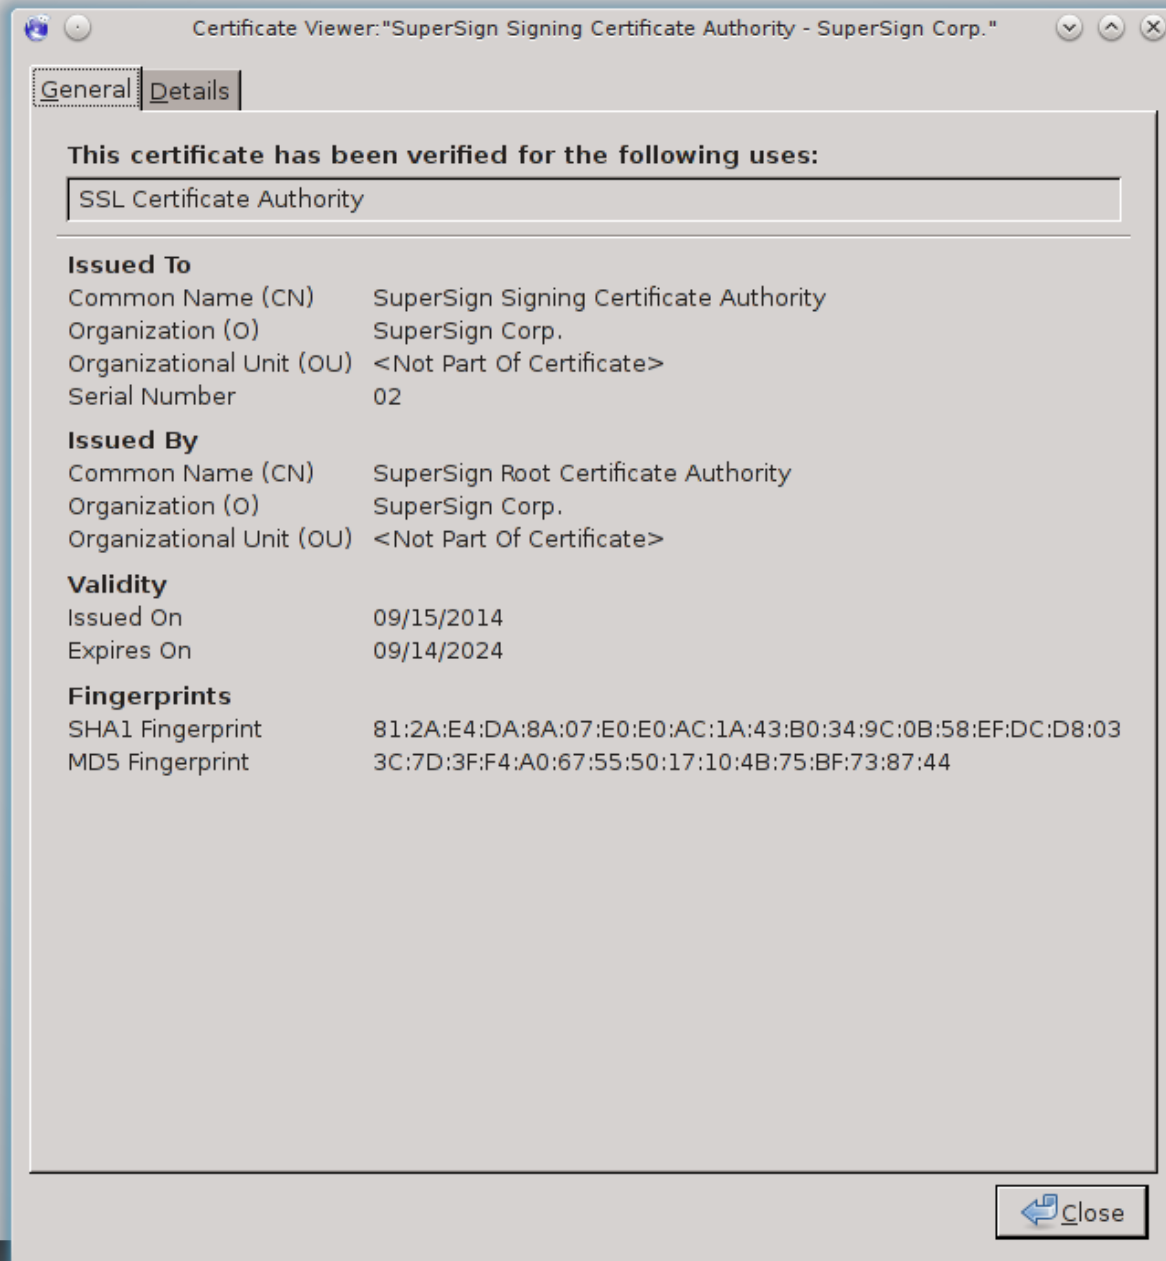 Certificate Viewer:"SuperSign Signing Certificate Authority - SuperSign Corp."
General Details
This certificate has been verified for the following uses:
SSL Certificate Authority
Issued To
Common Name (CN) SuperSign Signing Certificate Authority
Organization (O) SuperSign Corp.
Organizational Unit (OU) <Not Part Of Certificate>
Serial Number 02
Issued By
Common Name (CN) SuperSign Root Certificate Authority
Organization (O) SuperSign Corp.
Organizational Unit (OU) <Not Part Of Certificate>
Validity
Issued On 09/15/2014
Expires On 09/14/2024
Fingerprints
SHA1 Fingerprint 81:2A:E4:DA:8A:07:E0:E0:AC:1A:43:B0:34:9C:0B:58:EF:DC:D8:03
MD5 Fingerprint 3C:7D:3F:F4:A0:67:55:50:17:10:4B:75:BF:73:87:44
Close